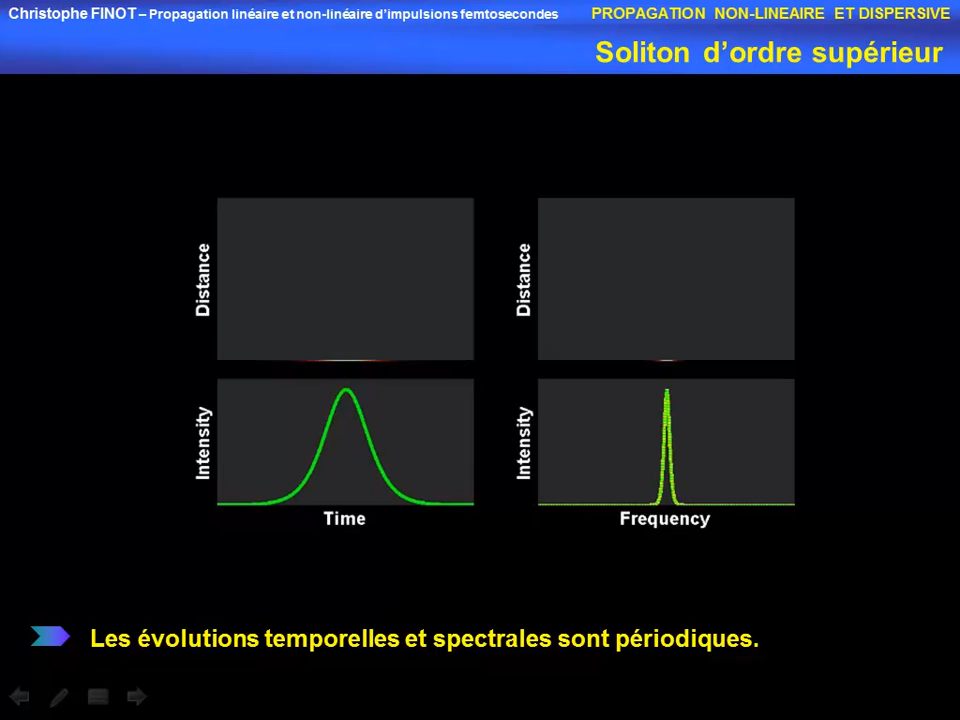 Christophe FINOT – Propagation linéaire et non-linéaire d'impulsions femtosecondes PROPAGATION NON-LINEAIRE ET DISPERSIVE
Soliton d'ordre supérieur
Distance
Distance
Intensity
Intensity
Time
Frequency
Les évolutions temporelles et spectrales sont périodiques.